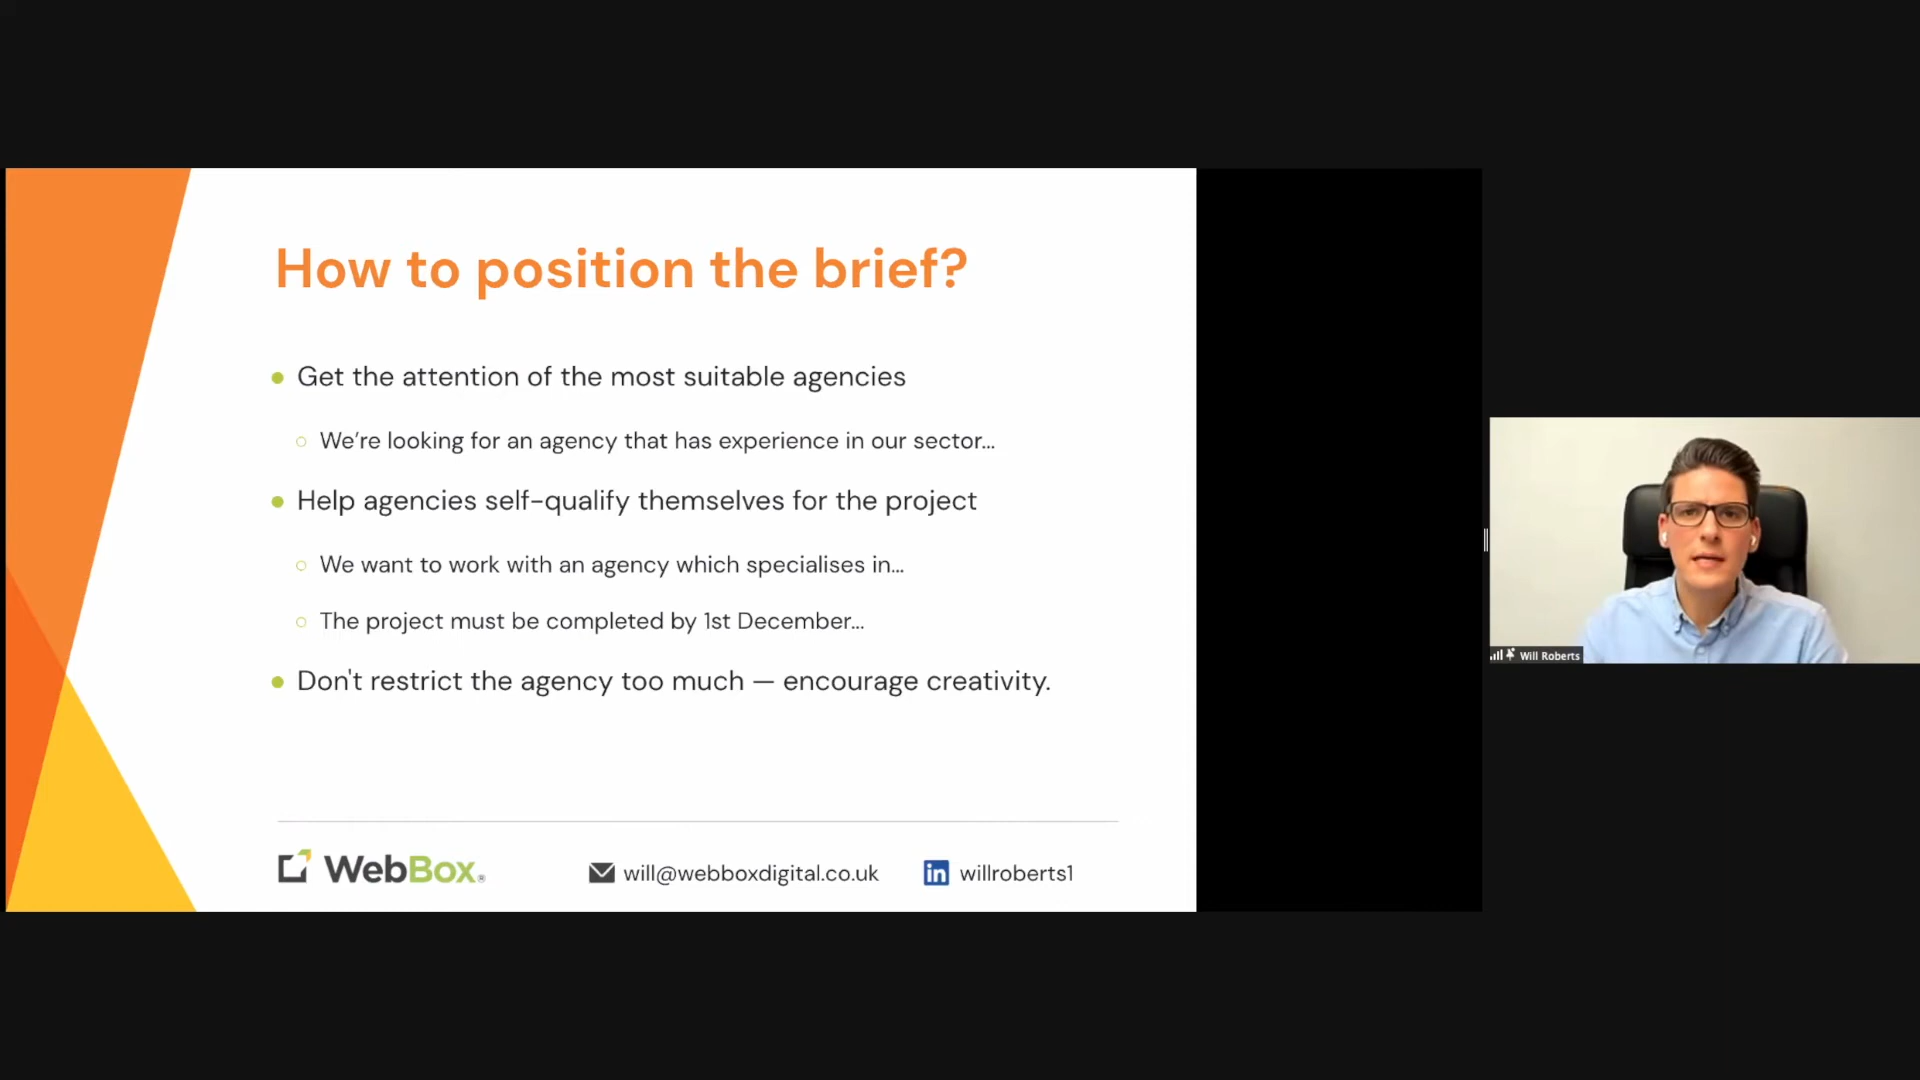 How to position the brief?
● Get the attention of the most suitable agencies
○ We’re looking for an agency that has experience in our sector...
● Help agencies self-qualify themselves for the project
○ We want to work with an agency which specialises in...
○ The project must be completed by 1st December...
● Don't restrict the agency too much — encourage creativity.
WebBox®
will@webboxdigital.co.uk
in willroberts1
Will Roberts